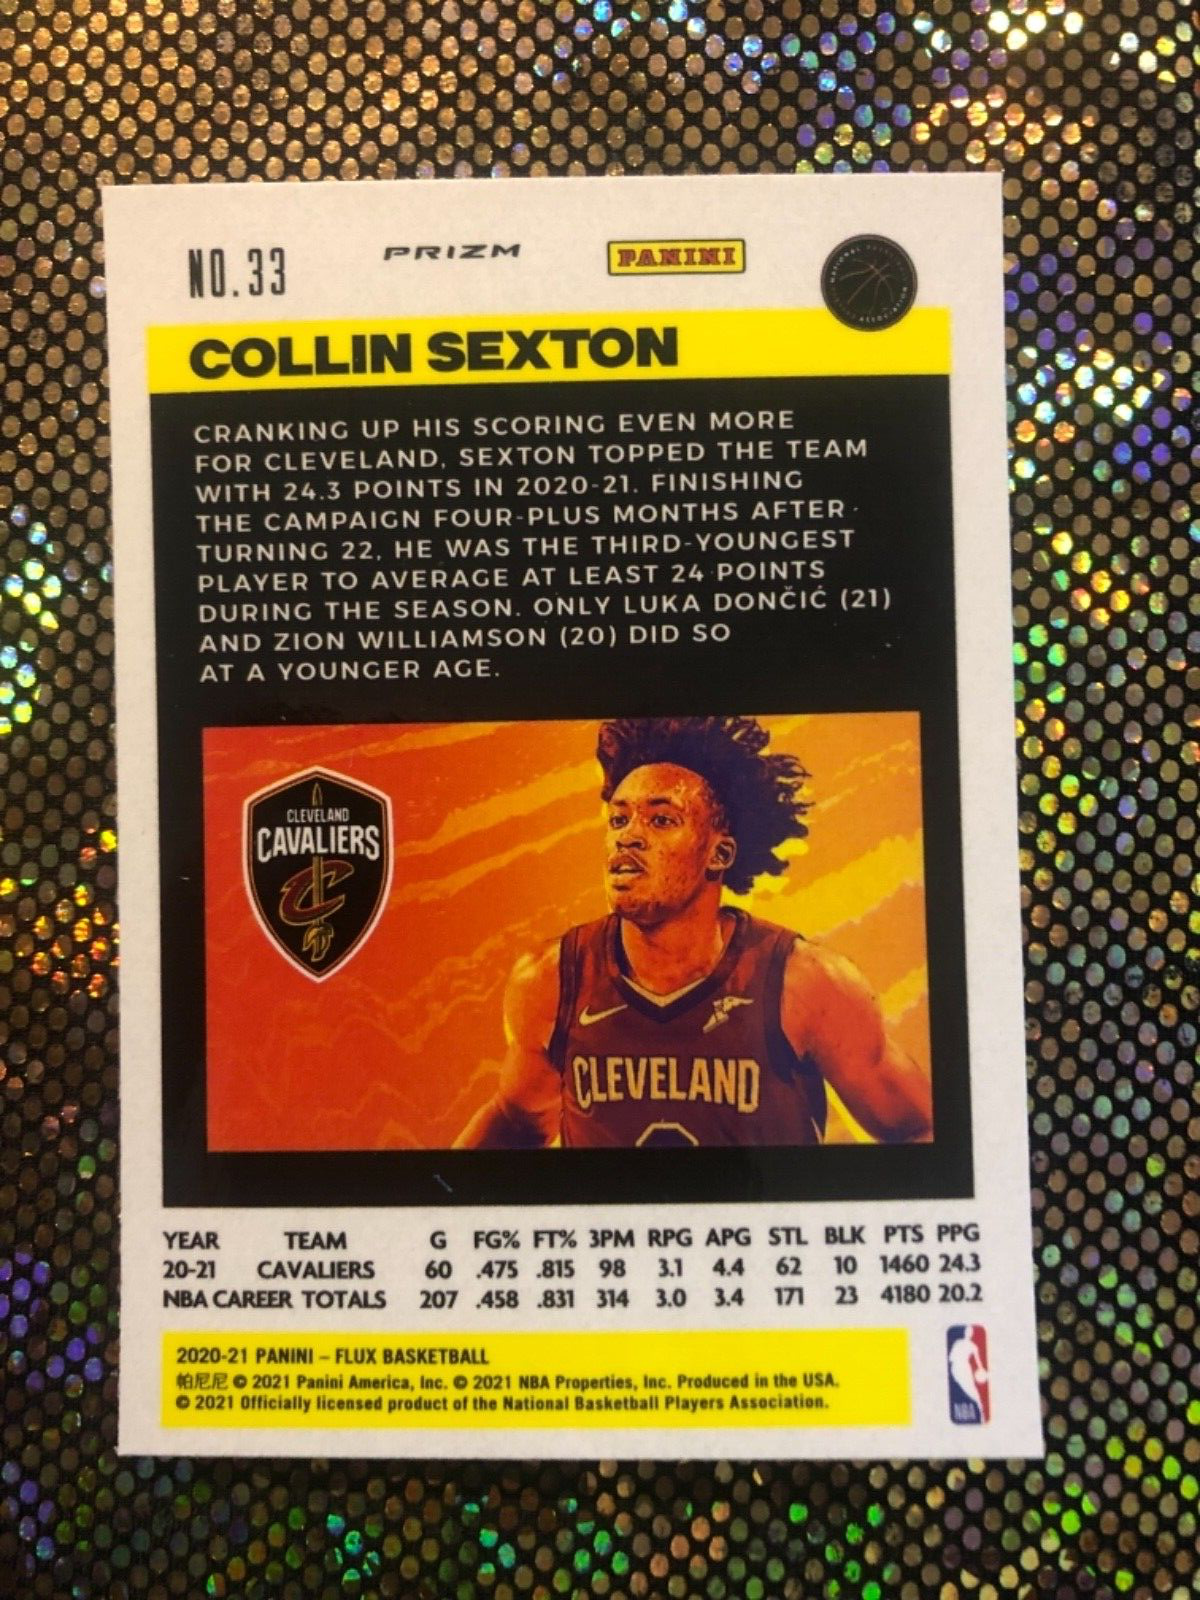 NO.33 PRIZM PANINI
NATIONAL BASKETBALL PLAYERS ASSOCIATION
COLLIN SEXTON
CRANKING UP HIS SCORING EVEN MORE
FOR CLEVELAND, SEXTON TOPPED THE TEAM
WITH 24.3 POINTS IN 2020-21. FINISHING
THE CAMPAIGN FOUR-PLUS MONTHS AFTER
TURNING 22, HE WAS THE THIRD-YOUNGEST
PLAYER TO AVERAGE AT LEAST 24 POINTS
DURING THE SEASON. ONLY LUKA DONČIĆ (21)
AND ZION WILLIAMSON (20) DID SO
AT A YOUNGER AGE.
CLEVELAND
CAVALIERS
C
CLEVELAND
YEAR TEAM G FG% FT% 3PM RPG APG STL BLK PTS PPG
20-21 CAVALIERS 60 .475 .815 98 3.1 4.4 62 10 1460 24.3
NBA CAREER TOTALS 207 .458 .831 314 3.0 3.4 171 23 4180 20.2
2020-21 PANINI – FLUX BASKETBALL
帕尼尼 © 2021 Panini America, Inc. © 2021 NBA Properties, Inc. Produced in the USA.
© 2021 Officially licensed product of the National Basketball Players Association.
NBA